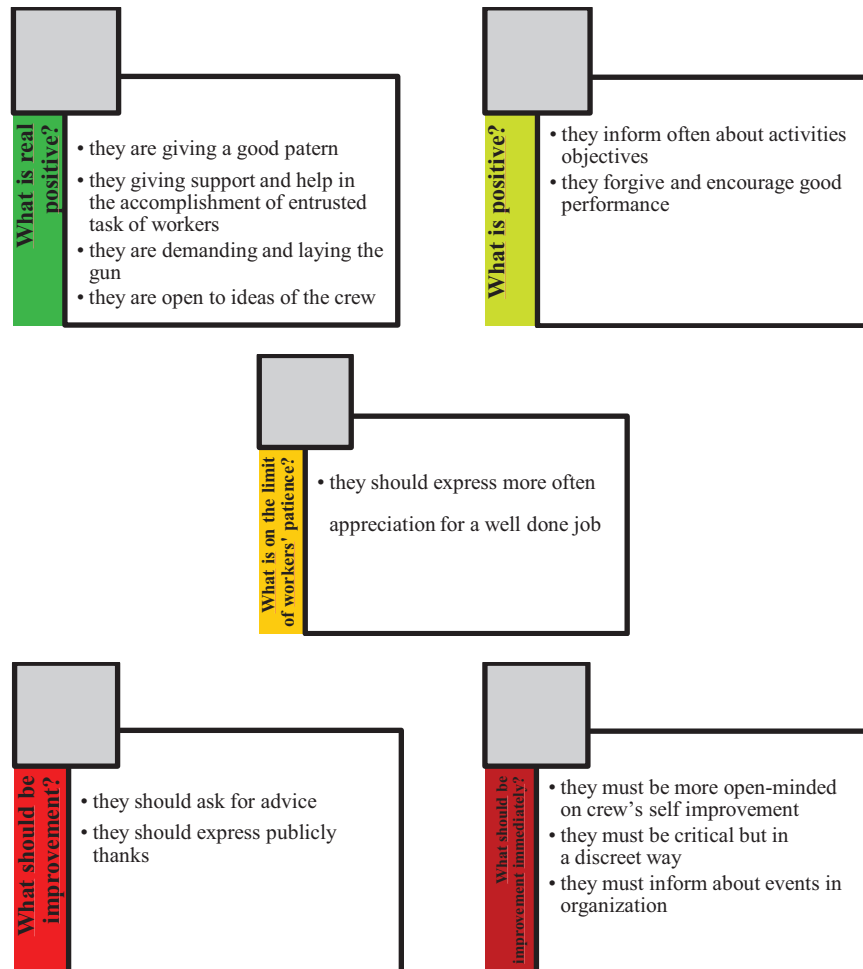 What is real
positive?
• they are giving a good patern
• they giving support and help in
the accomplishment of entrusted
task of workers
• they are demanding and laying the
gun
• they are open to ideas of the crew
What is positive?
• they inform often about activities
objectives
• they forgive and encourage good
performance
What is on the limit
of workers' patience?
• they should express more often
appreciation for a well done job
What should be
improvement?
• they should ask for advice
• they should express publicly
thanks
What should be
improvement immediately?
• they must be more open-minded
on crew’s self improvement
• they must be critical but in
a discreet way
• they must inform about events in
organization